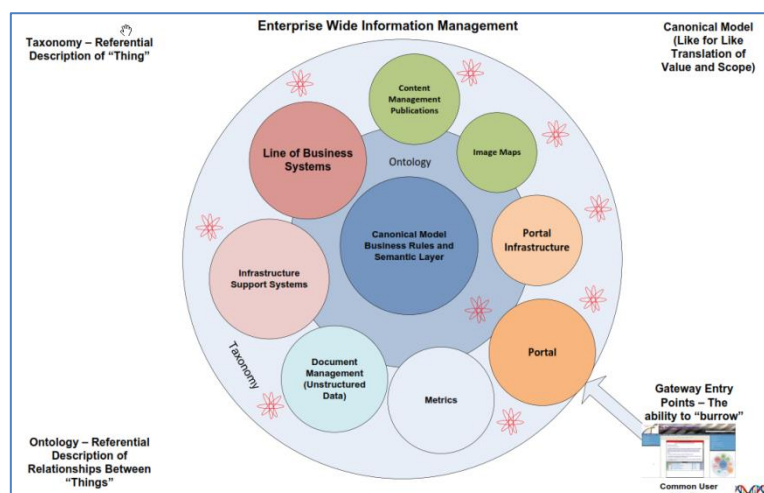 Enterprise Wide Information Management
Taxonomy – Referential
Description of "Thing"
Canonical Model
(Like for Like
Translation of
Value and Scope)
Content
Management
Publications
Line of Business
Systems
Ontology
Image Maps
Canonical Model
Business Rules and
Semantic Layer
Portal
Infrastructure
Infrastructure
Support Systems
Taxonomy
Document
Management
(Unstructured
Data)
Metrics
Portal
Gateway Entry
Points – The
ability to "burrow"
Common User
Ontology – Referential
Description of
Relationships Between
"Things"